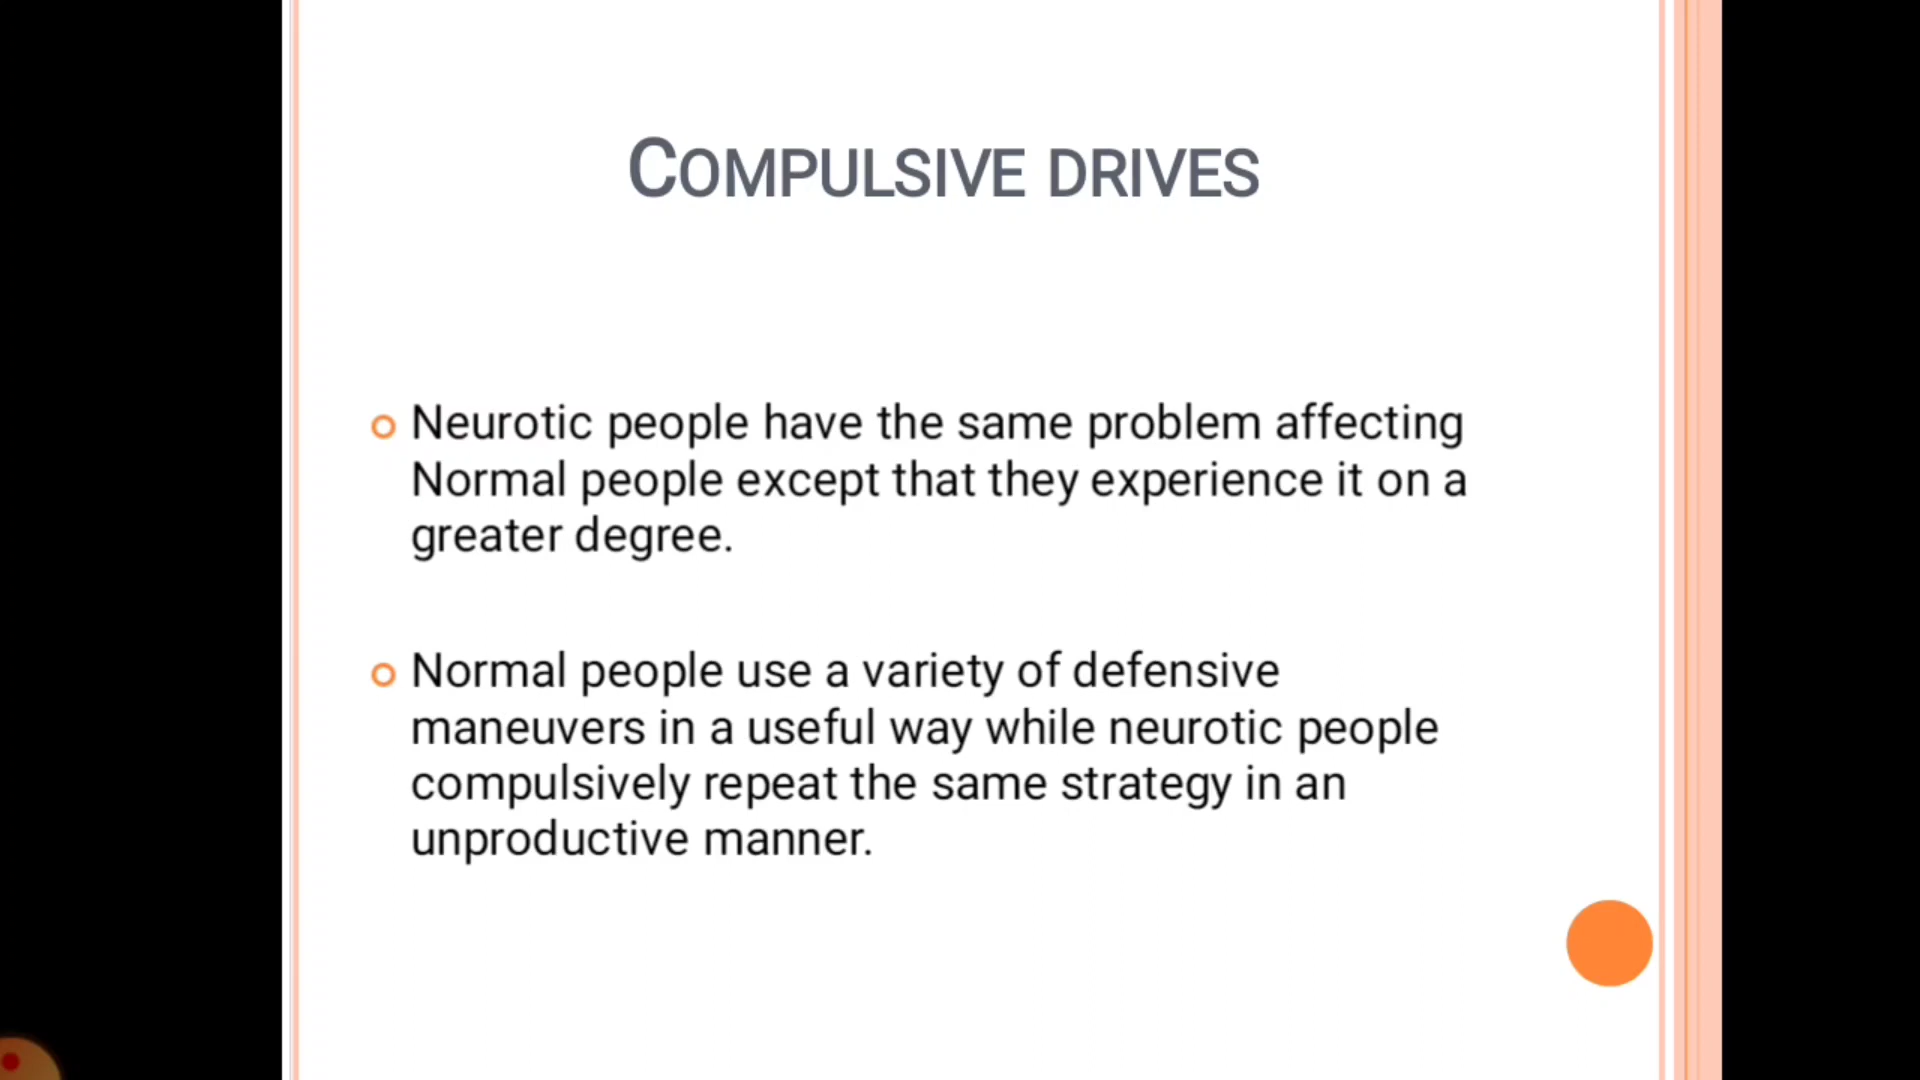 COMPULSIVE DRIVES
Neurotic people have the same problem affecting
Normal people except that they experience it on a
greater degree.
Normal people use a variety of defensive
maneuvers in a useful way while neurotic people
compulsively repeat the same strategy in an
unproductive manner.